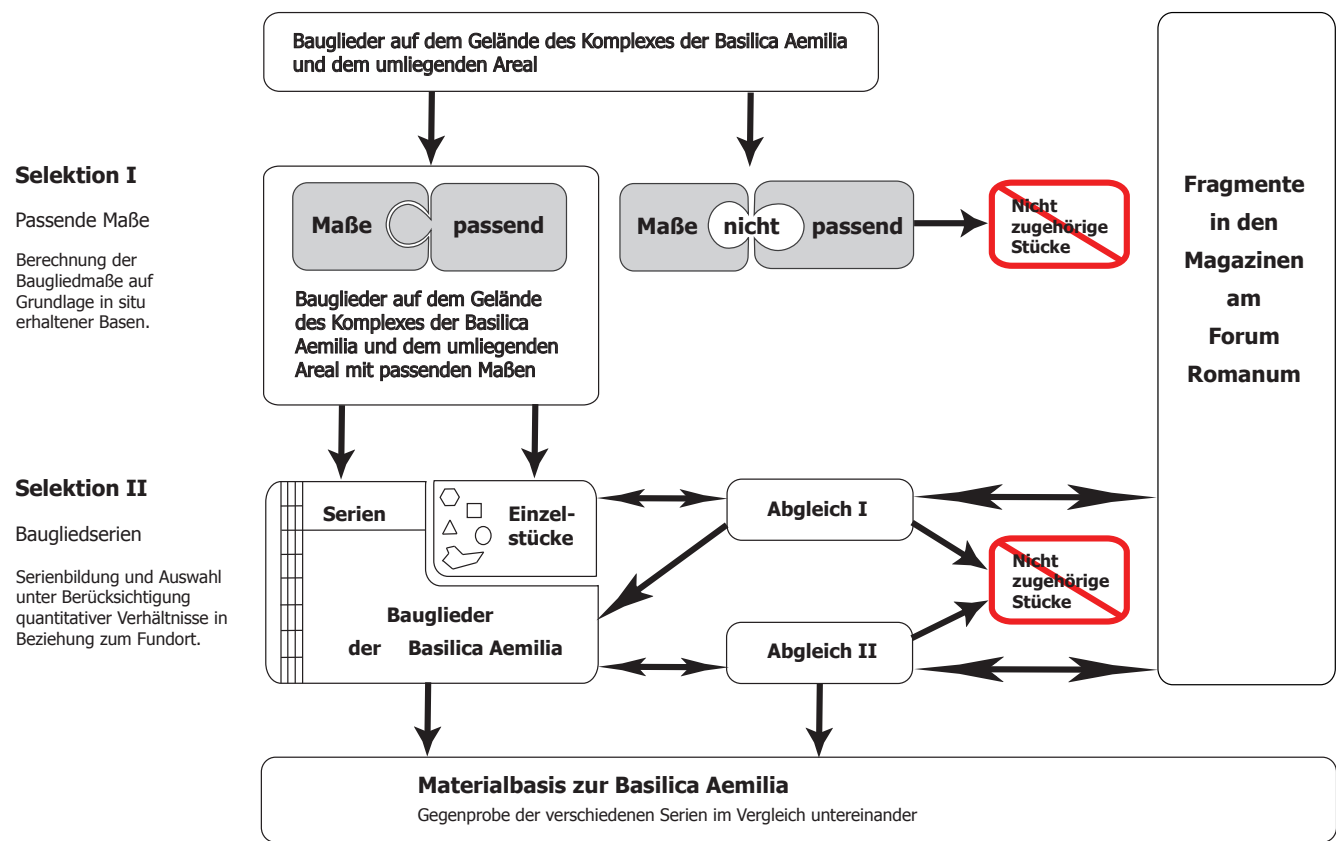 Bauglieder auf dem Gelände des Komplexes der Basilica Aemilia
und dem umliegenden Areal
Selektion I
Passende Maße
Berechnung der
Baugliedmaße auf
Grundlage in situ
erhaltener Basen.
Maße passend
Bauglieder auf dem Gelände
des Komplexes der Basilica
Aemilia und dem umliegenden
Areal mit passenden Maßen
Maße nicht passend
Nicht
zugehörige
Stücke
Fragmente
in den
Magazinen
am
Forum
Romanum
Selektion II
Baugliedserien
Serienbildung und Auswahl
unter Berücksichtigung
quantitativer Verhältnisse in
Beziehung zum Fundort.
Serien
Einzel-
stücke
Bauglieder
der Basilica Aemilia
Abgleich I
Abgleich II
Nicht
zugehörige
Stücke
Materialbasis zur Basilica Aemilia
Gegenprobe der verschiedenen Serien im Vergleich untereinander